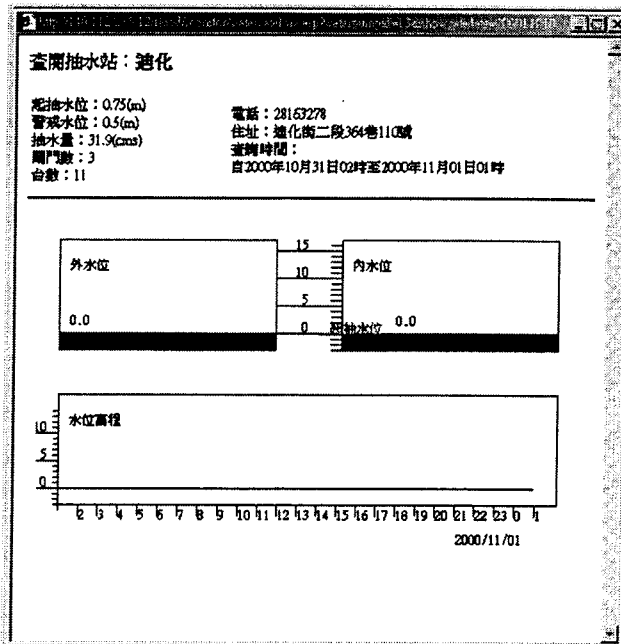 查閱抽水站：迪化
起抽水位：0.75(m)
警戒水位：0.5(m)
抽水量：31.9(cms)
閘門數：3
台數：11
電話：28163278
住址：迪化街二段364巷110號
查詢時間：
自2000年10月31日02時至2000年11月01日01時
外水位
0.0
15
10
5
0
起抽水位
內水位
0.0
水位高程
10
5
0
2 3 4 5 6 7 8 9 10 11 12 13 14 15 16 17 18 19 20 21 22 23 0 1
2000/11/01